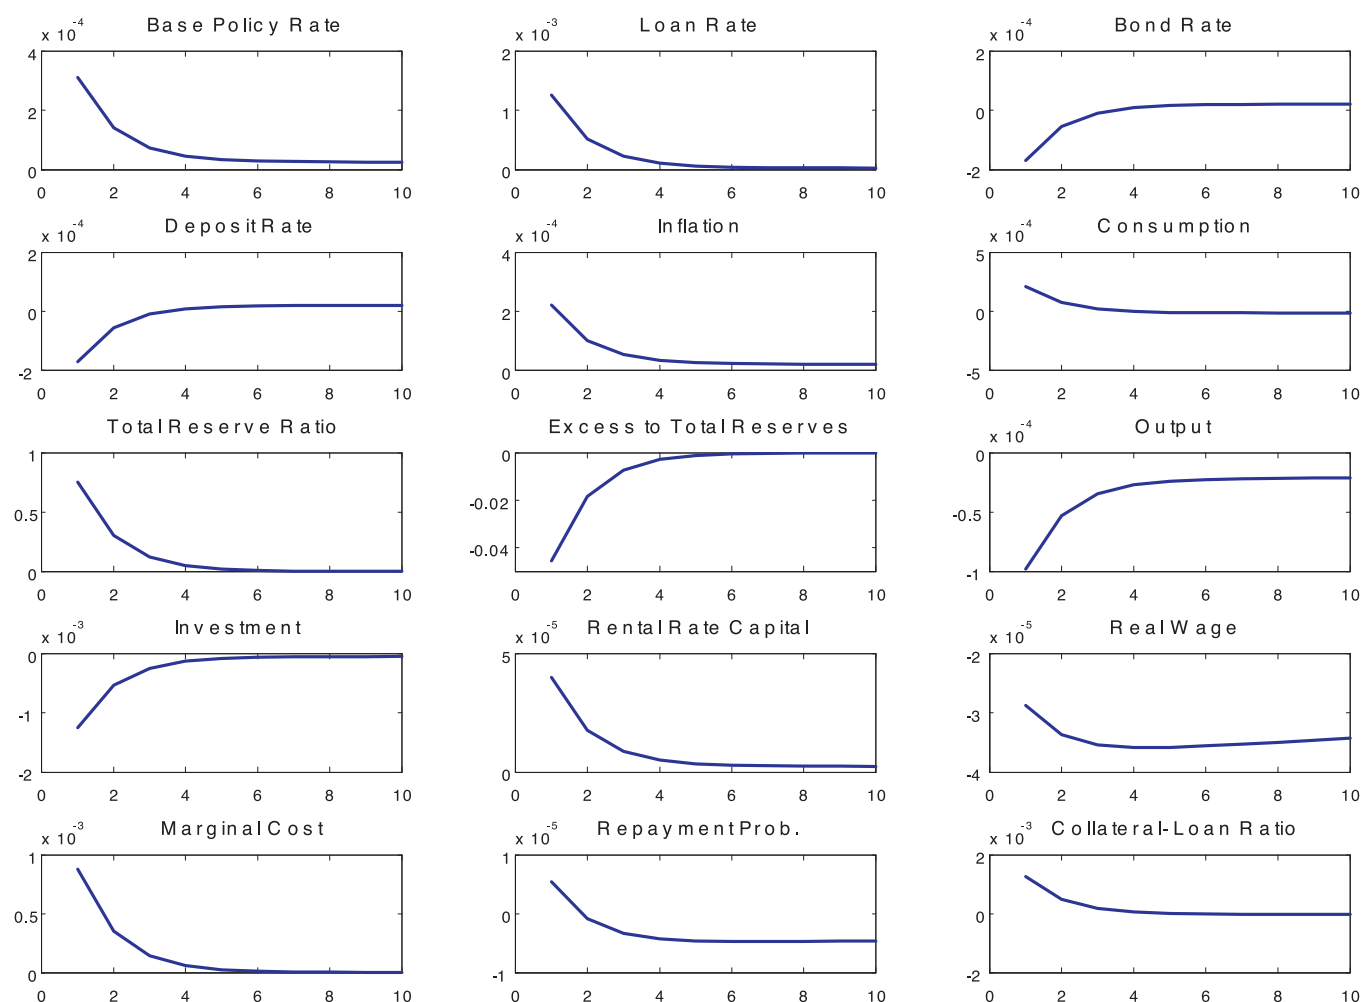 x 10-4 Base Policy Rate
4
2
0
0 2 4 6 8 10
x 10-3 Loan Rate
2
1
0
0 2 4 6 8 10
x 10-4 Bond Rate
2
0
-2
0 2 4 6 8 10
x 10-4 Deposit Rate
2
0
-2
0 2 4 6 8 10
x 10-4 Inflation
4
2
0
0 2 4 6 8 10
x 10-4 Consumption
5
0
-5
0 2 4 6 8 10
Total Reserve Ratio
1
0.5
0
0 2 4 6 8 10
Excess to Total Reserves
0
-0.02
-0.04
0 2 4 6 8 10
x 10-4 Output
0
-0.5
-1
0 2 4 6 8 10
x 10-3 Investment
0
-1
-2
0 2 4 6 8 10
x 10-5 Rental Rate Capital
5
0
0 2 4 6 8 10
x 10-5 Real Wage
-2
-3
-4
0 2 4 6 8 10
x 10-3 Marginal Cost
1
0.5
0
0 2 4 6 8 10
x 10-5 Repayment Prob.
1
0
-1
0 2 4 6 8 10
x 10-3 Collateral-Loan Ratio
2
0
-2
0 2 4 6 8 10